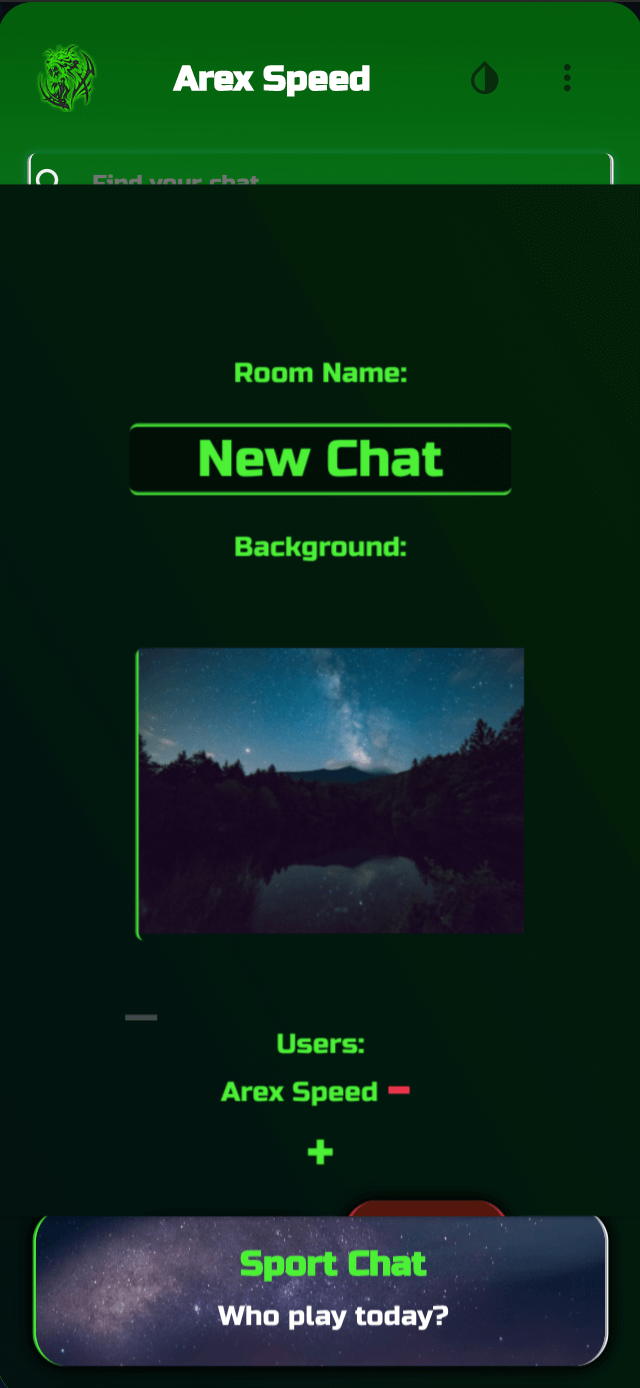 Arex Speed
Find your chat
Room Name:
New Chat
Background:
Users:
Arex Speed
Sport Chat
Who play today?